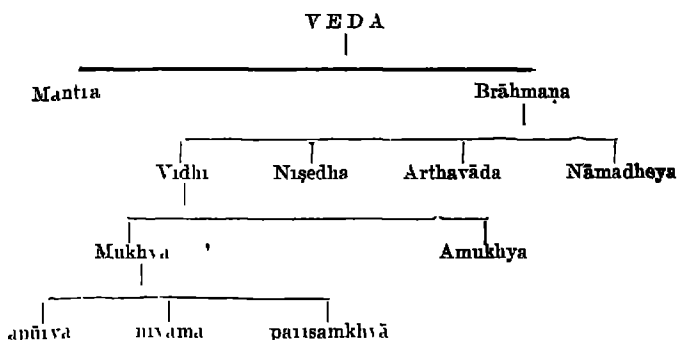 VEDA
Mantra Brāhmaṇa
Vidhi Niṣedha Arthavāda Nāmadheya
Mukhya Amukhya
apūrva niyama parisaṃkhyā